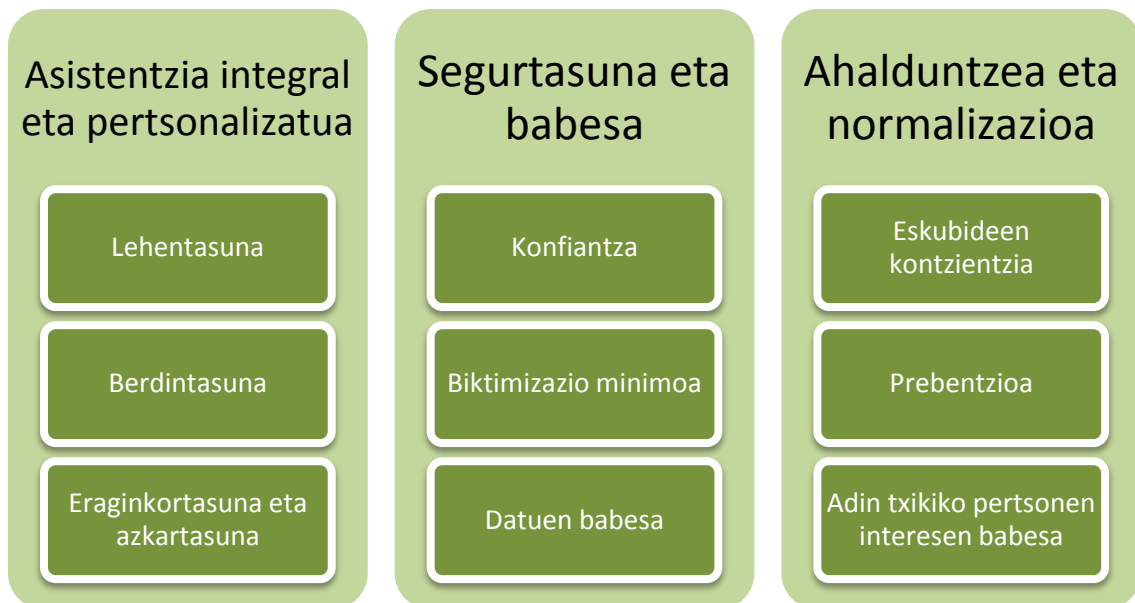 Asistentzia integral
eta pertsonalizatua
Lehentasuna
Berdintasuna
Eraginkortasuna eta
azkartasuna
Segurtasuna eta
babesa
Konfiantza
Biktimizazio minimoa
Datuen babesa
Ahalduntzea eta
normalizazioa
Eskubideen
kontzientzia
Prebentzioa
Adin txikiko pertsonen
interesen babesa